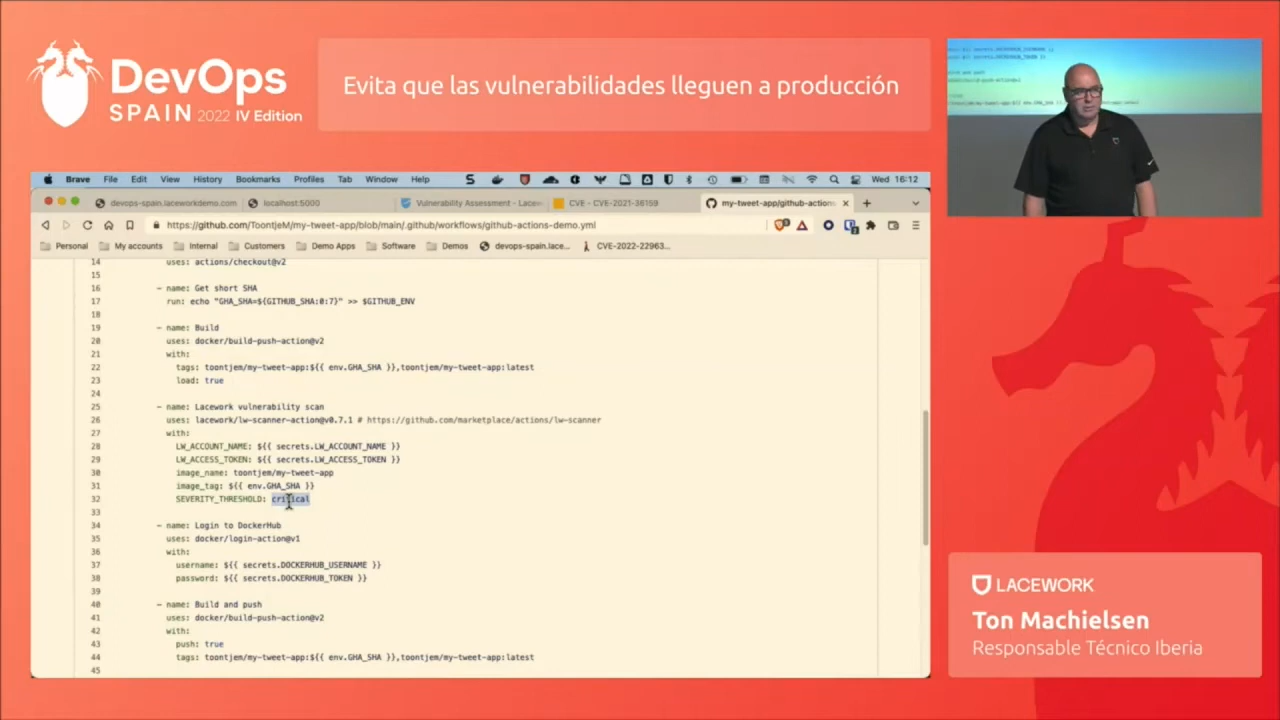 DevOps
SPAIN 2022 IV Edition
Evita que las vulnerabilidades lleguen a producción
Brave File Edit View History Bookmarks Profiles Tab Window Help
Wed 16:12
devops-spain.laceworkdemo.com
localhost:5000
Vulnerability Assessment - Lacew
CVE - CVE-2021-36159
my-tweet-app/github-actions
https://github.com/ToontjeM/my-tweet-app/blob/main/.github/workflows/github-actions-demo.yml
Personal My accounts Internal Customers Demo Apps Software Demos devops-spain.lace... CVE-2022-22963...
14 uses: actions/checkout@v2
15
16 - name: Get short SHA
17 run: echo "GHA_SHA=${GITHUB_SHA:0:7}" >> $GITHUB_ENV
18
19 - name: Build
20 uses: docker/build-push-action@v2
21 with:
22 tags: toontjem/my-tweet-app:${{ env.GHA_SHA }},toontjem/my-tweet-app:latest
23 load: true
24
25 - name: Lacework vulnerability scan
26 uses: lacework/lw-scanner-action@v0.7.1 # https://github.com/marketplace/actions/lw-scanner
27 with:
28 LW_ACCOUNT_NAME: ${{ secrets.LW_ACCOUNT_NAME }}
29 LW_ACCESS_TOKEN: ${{ secrets.LW_ACCESS_TOKEN }}
30 image_name: toontjem/my-tweet-app
31 image_tag: ${{ env.GHA_SHA }}
32 SEVERITY_THRESHOLD: critical
33
34 - name: Login to DockerHub
35 uses: docker/login-action@v1
36 with:
37 username: ${{ secrets.DOCKERHUB_USERNAME }}
38 password: ${{ secrets.DOCKERHUB_TOKEN }}
39
40 - name: Build and push
41 uses: docker/build-push-action@v2
42 with:
43 push: true
44 tags: toontjem/my-tweet-app:${{ env.GHA_SHA }},toontjem/my-tweet-app:latest
45
LACEWORK
Ton Machielsen
Responsable Técnico Iberia